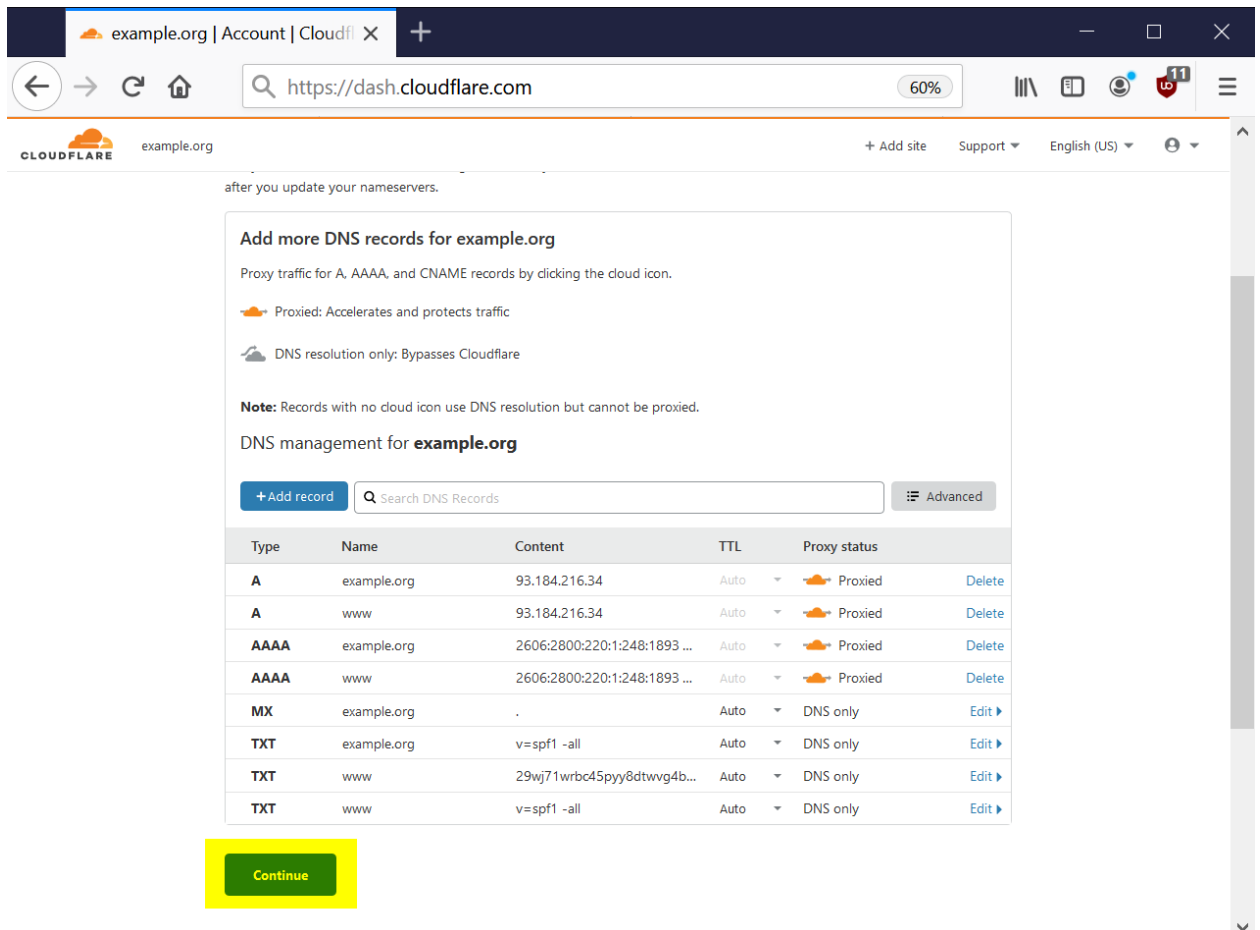 example.org | Account | Cloudfl
https://dash.cloudflare.com
60%
11
CLOUDFLARE
example.org
+ Add site
Support
English (US)
after you update your nameservers.
Add more DNS records for example.org
Proxy traffic for A, AAAA, and CNAME records by clicking the cloud icon.
Proxied: Accelerates and protects traffic
DNS resolution only: Bypasses Cloudflare
Note: Records with no cloud icon use DNS resolution but cannot be proxied.
DNS management for example.org
+Add record
Search DNS Records
Advanced
Type Name Content TTL Proxy status
A example.org 93.184.216.34 Auto Proxied Delete
A www 93.184.216.34 Auto Proxied Delete
AAAA example.org 2606:2800:220:1:248:1893 ... Auto Proxied Delete
AAAA www 2606:2800:220:1:248:1893 ... Auto Proxied Delete
MX example.org . Auto DNS only Edit
TXT example.org v=spf1 -all Auto DNS only Edit
TXT www 29wj71wrbc45pyy8dtwvg4b... Auto DNS only Edit
TXT www v=spf1 -all Auto DNS only Edit
Continue